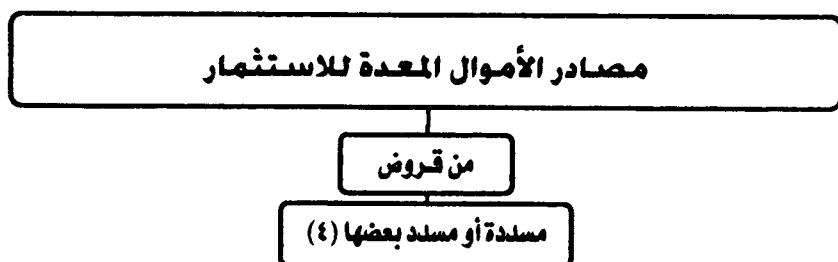 مصادر الأموال المعدة للاستثمار
من قروض
مسددة أو مسدد بعضها (٤)